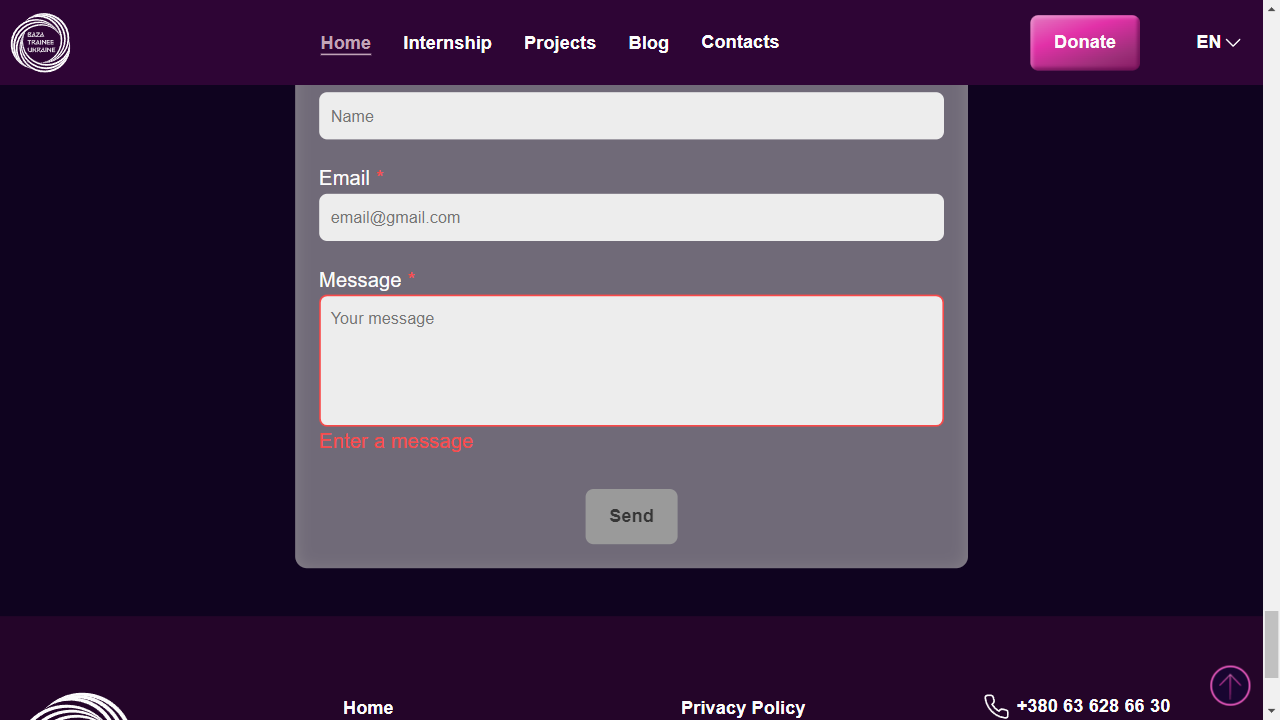 BAZA
TRAINEE
UKRAINE
Home
Internship
Projects
Blog
Contacts
Donate
EN
Name
Email *
email@gmail.com
Message *
Your message
Enter a message
Send
Home
Privacy Policy
+380 63 628 66 30